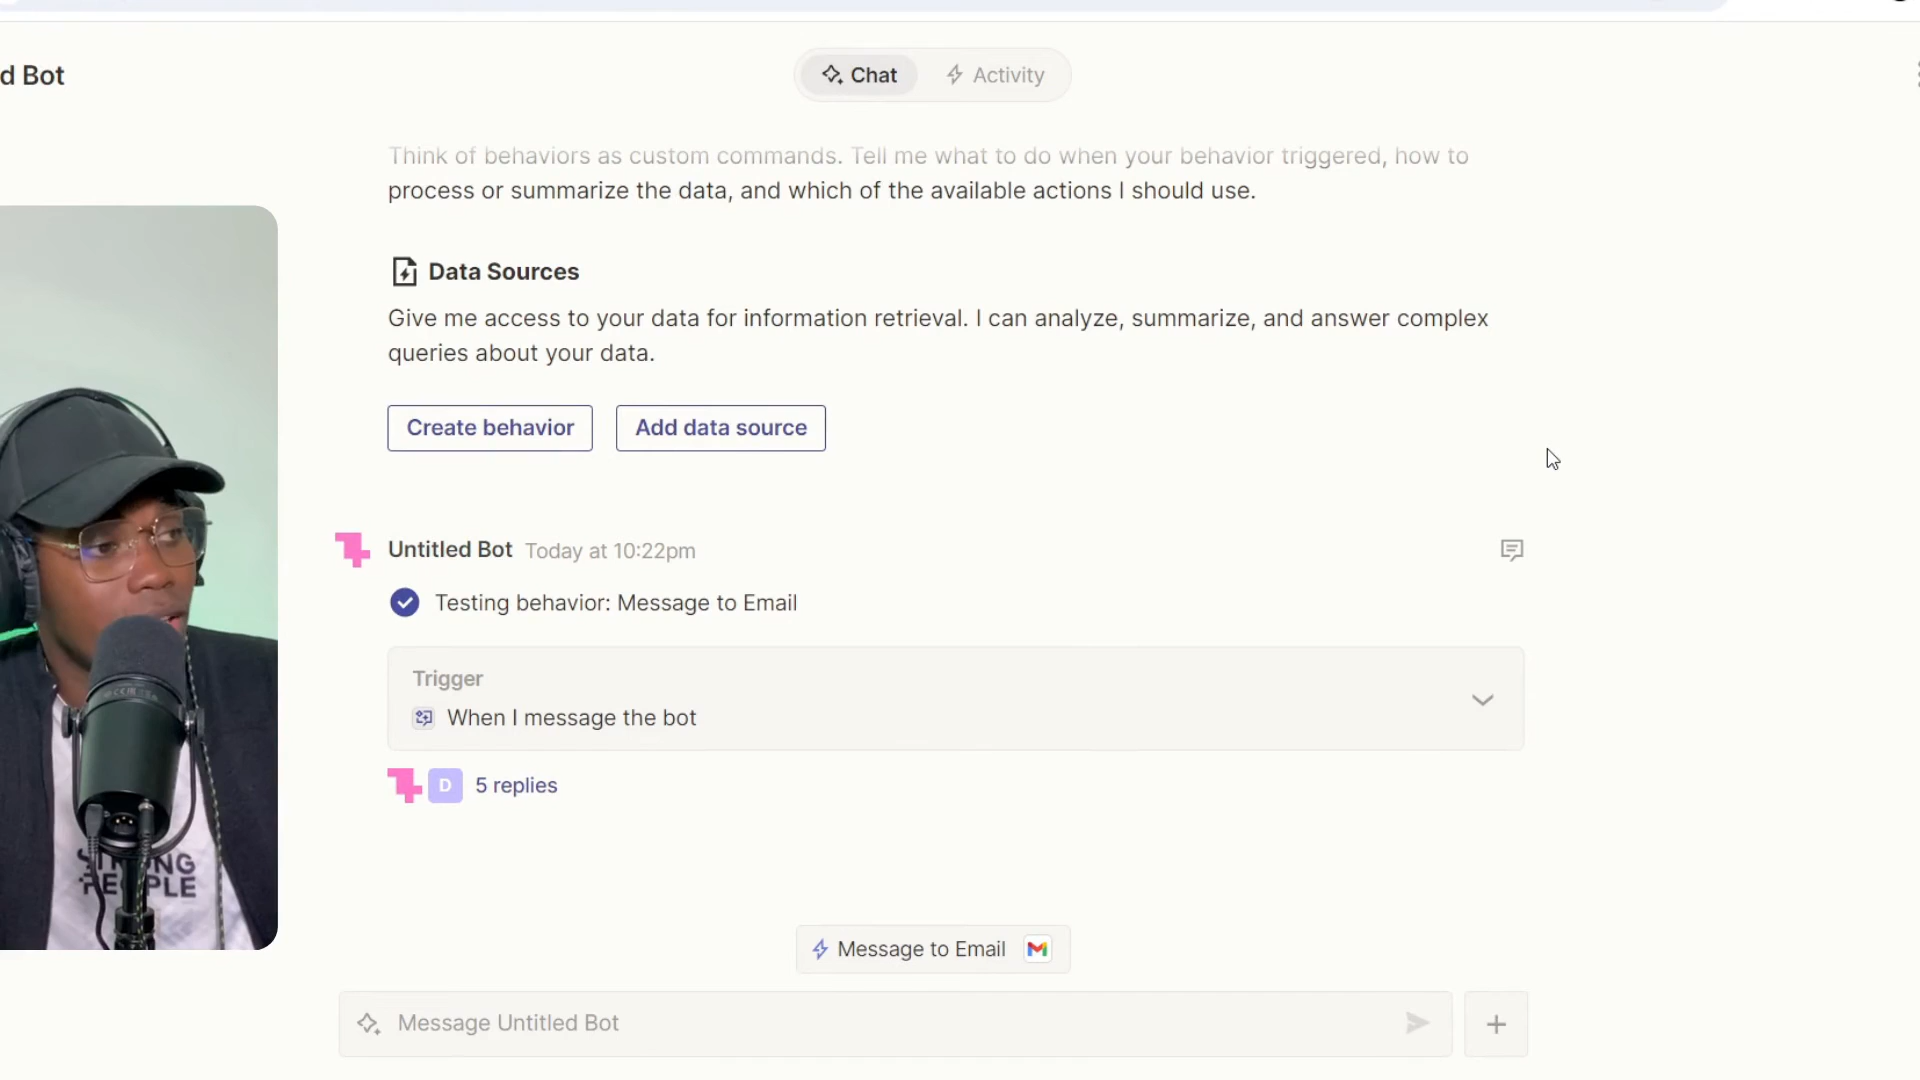 d Bot
Chat
Activity
Think of behaviors as custom commands. Tell me what to do when your behavior triggered, how to
process or summarize the data, and which of the available actions I should use.
Data Sources
Give me access to your data for information retrieval. I can analyze, summarize, and answer complex
queries about your data.
Create behavior
Add data source
Untitled Bot Today at 10:22pm
Testing behavior: Message to Email
Trigger
When I message the bot
D 5 replies
STRONG
PEOPLE
Message to Email
Message Untitled Bot